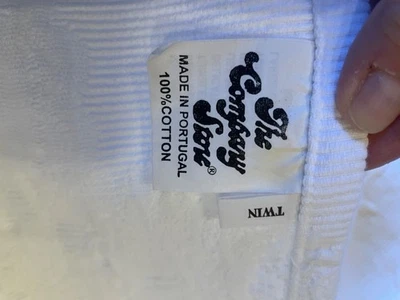 The
Company
Store®
MADE IN PORTUGAL
100%COTTON
TWIN